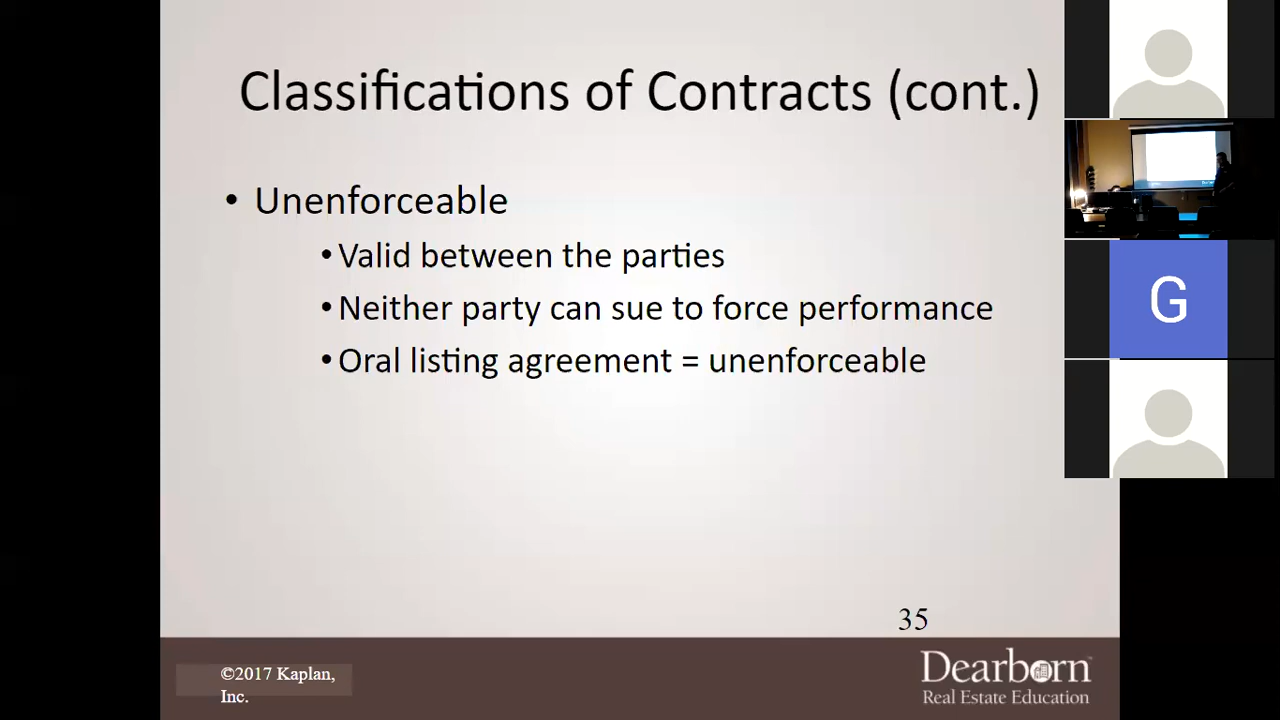 Classifications of Contracts (cont.)
• Unenforceable
• Valid between the parties
• Neither party can sue to force performance
• Oral listing agreement = unenforceable
G
35
©2017 Kaplan,
Inc.
Dearborn
Real Estate Education